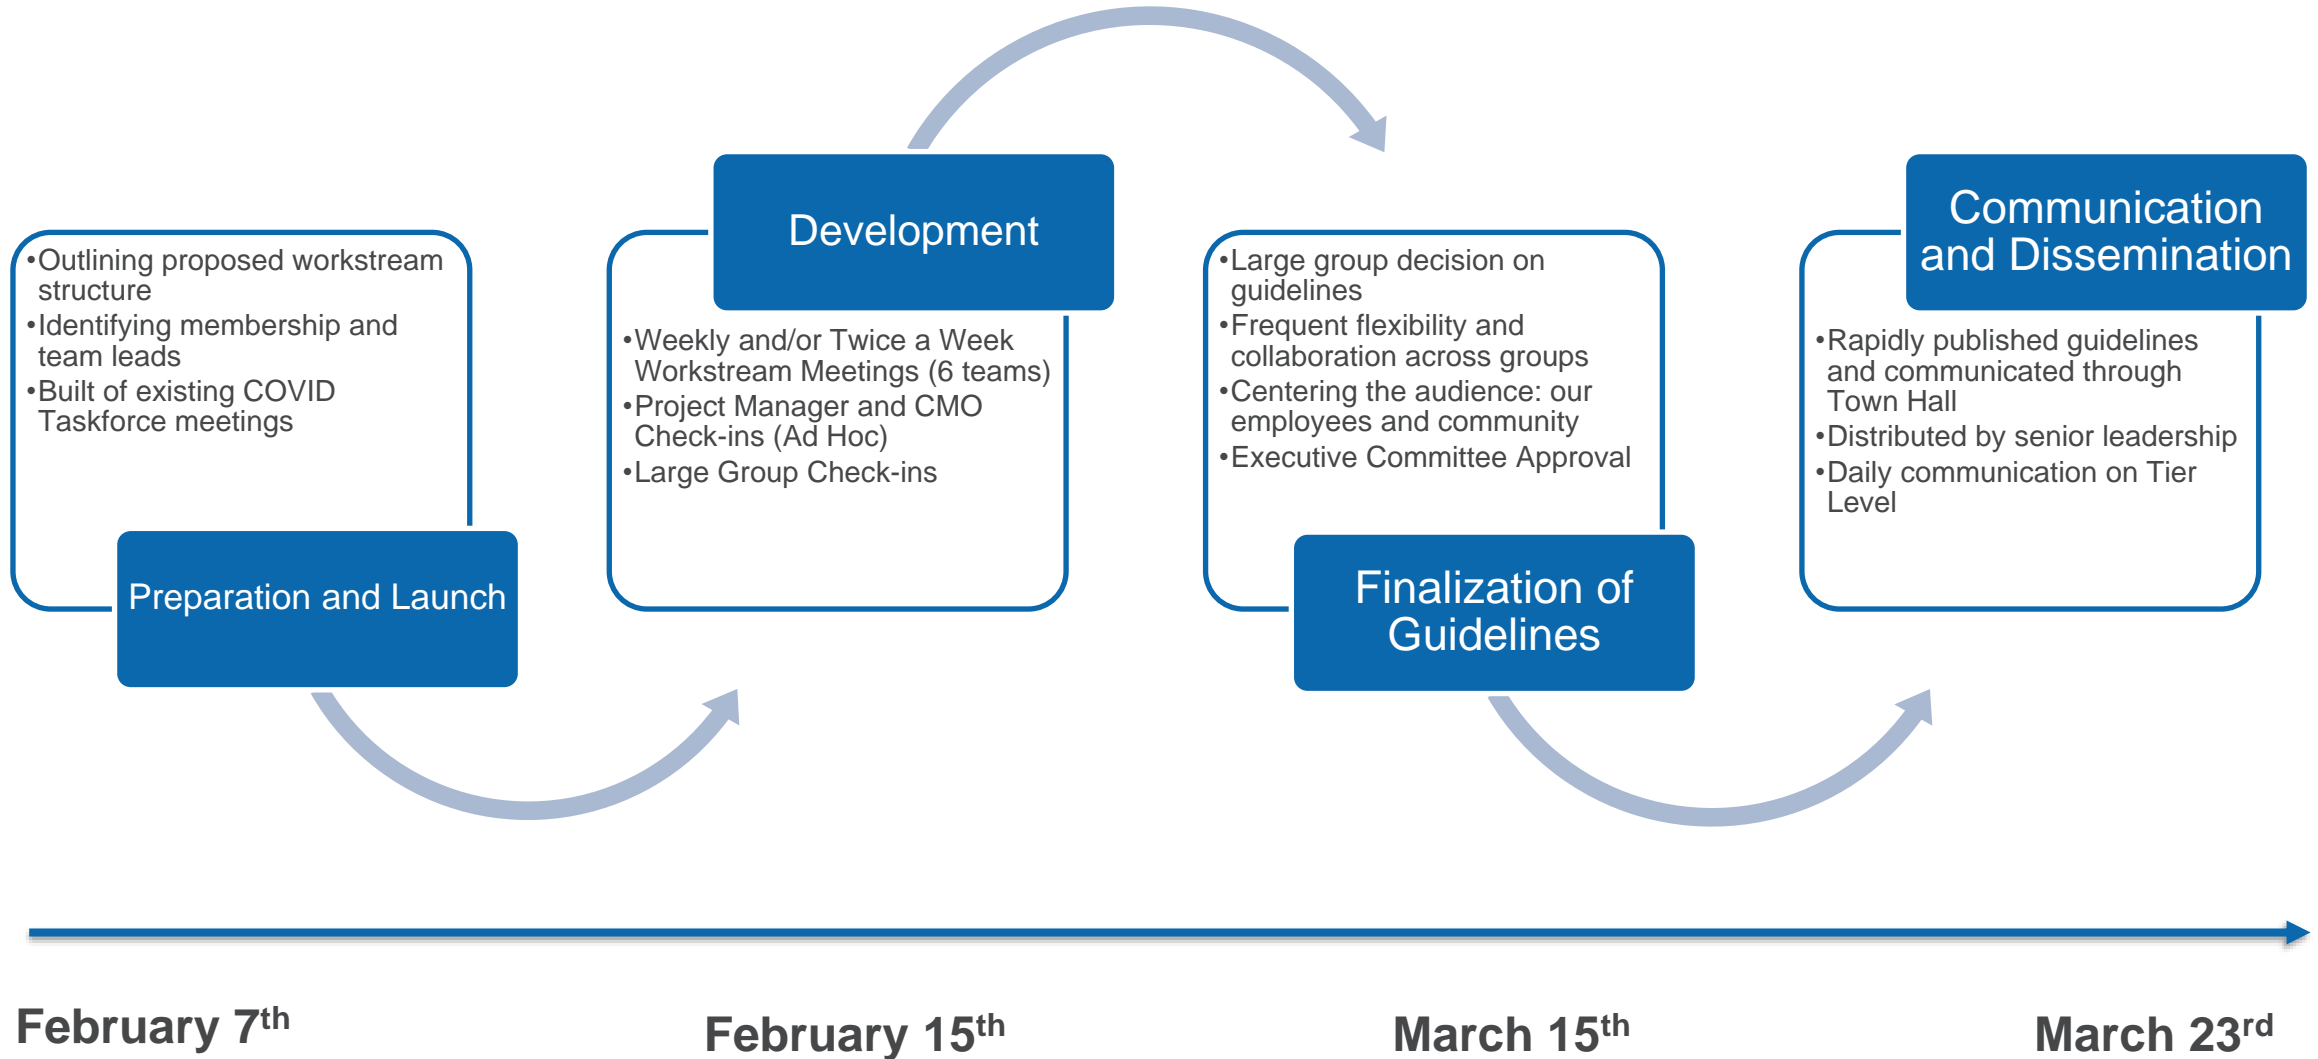 •Outlining proposed workstream
structure
•Identifying membership and
team leads
•Built of existing COVID
Taskforce meetings
Preparation and Launch
Development
•Weekly and/or Twice a Week
Workstream Meetings (6 teams)
•Project Manager and CMO
Check-ins (Ad Hoc)
•Large Group Check-ins
•Large group decision on
guidelines
•Frequent flexibility and
collaboration across groups
•Centering the audience: our
employees and community
•Executive Committee Approval
Finalization of
Guidelines
Communication
and Dissemination
•Rapidly published guidelines
and communicated through
Town Hall
•Distributed by senior leadership
•Daily communication on Tier
Level
February 7th
February 15th
March 15th
March 23rd